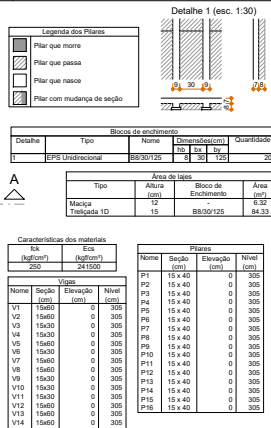 Detalhe 1 (esc. 1:30)
Legenda dos Pilares
Pilar que morre
Pilar que passa
Pilar que nasce
Pilar com mudança de seção
9 30 9
7 8
8 7
Blocos de enchimento
Detalhe Tipo Nome Dimensões(cm) Quantidade
hb bx by
1 EPS Unidirecional B8/30/125 8 30 125 20
A
Área de lajes
Tipo Altura (cm) Bloco de Enchimento Área (m²)
Maciça 12 - 6.32
Treliçada 1D 15 B8/30/125 84.33
Características dos materiais
fck (kgf/cm²) Ecs (kgf/cm²)
250 241500
Vigas
Nome Seção (cm) Elevação (cm) Nível (cm)
V1 15x60 0 305
V2 15x60 0 305
V3 15x30 0 305
V4 15x30 0 305
V5 15x60 0 305
V6 15x30 0 305
V7 15x60 0 305
V8 15x60 0 305
V9 15x30 0 305
V10 15x30 0 305
V11 15x30 0 305
V12 15x60 0 305
V13 15x60 0 305
V14 15x60 0 305
Pilares
Nome Seção (cm) Elevação (cm) Nível (cm)
P1 15 x 40 0 305
P2 15 x 40 0 305
P3 15 x 40 0 305
P4 15 x 40 0 305
P5 15 x 40 0 305
P6 15 x 40 0 305
P7 15 x 40 0 305
P8 15 x 40 0 305
P9 15 x 40 0 305
P10 15 x 40 0 305
P11 15 x 40 0 305
P12 15 x 40 0 305
P13 15 x 40 0 305
P14 15 x 40 0 305
P15 15 x 40 0 305
P16 15 x 40 0 305